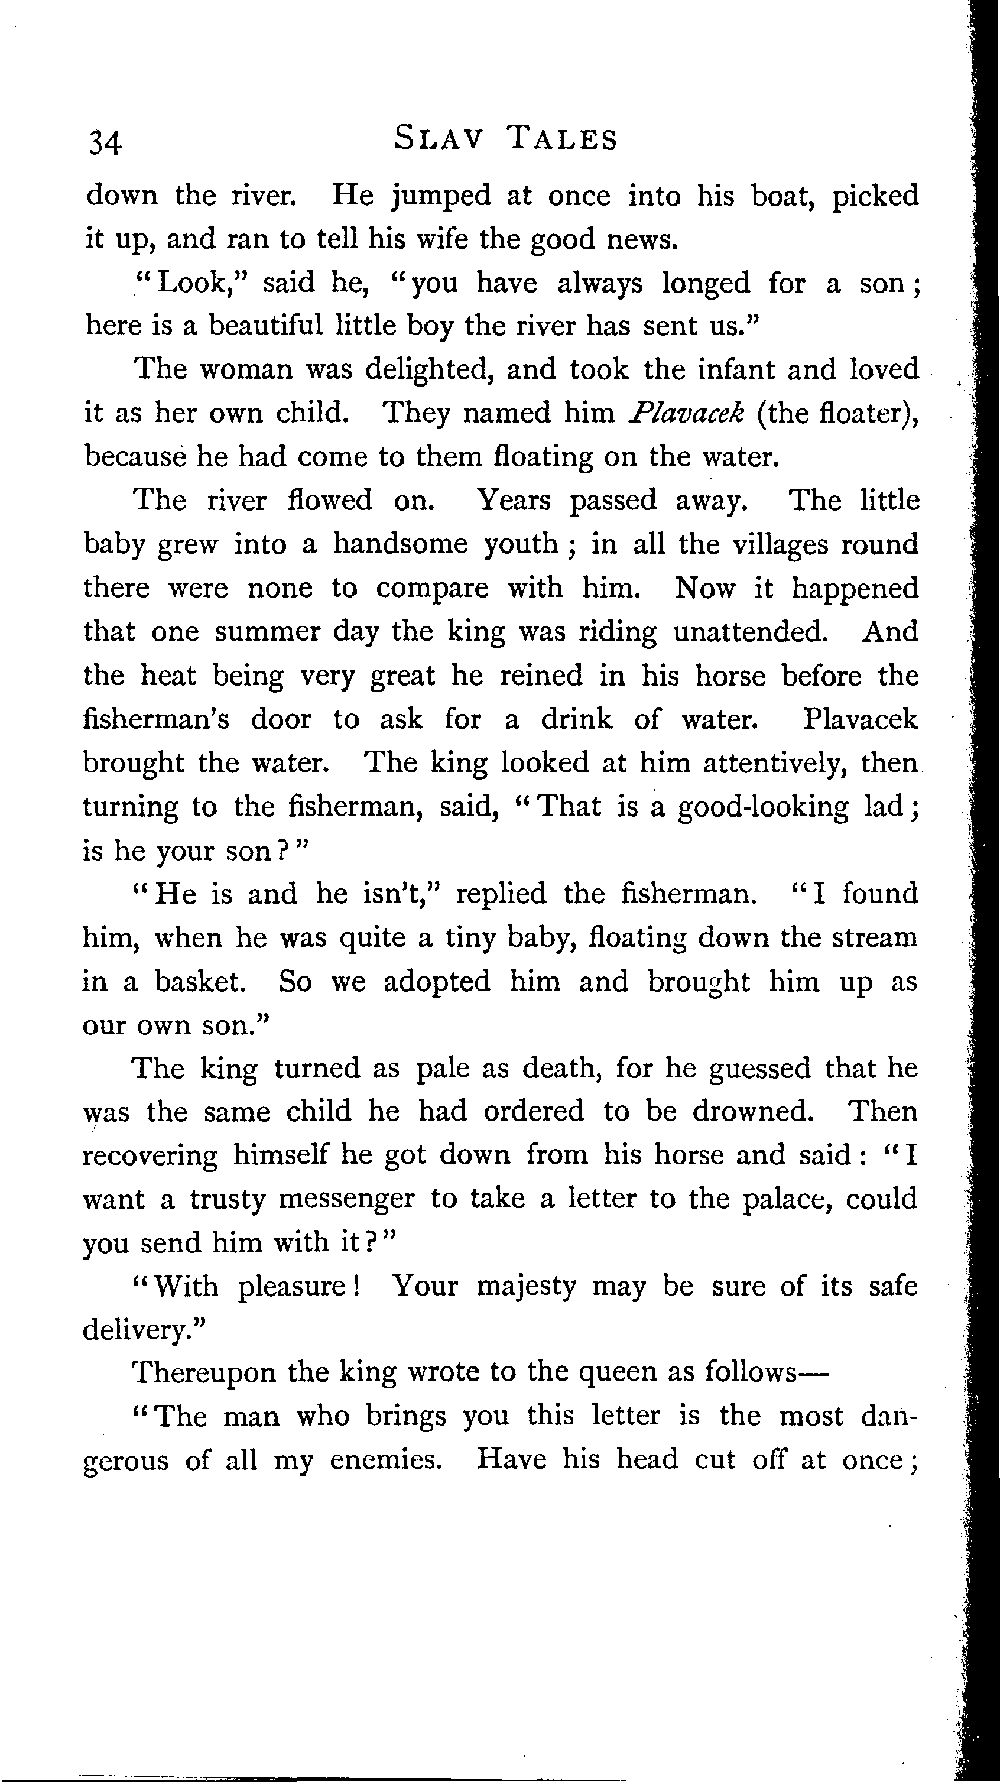 34 SLAV TALES
down the river. He jumped at once into his boat, picked
it up, and ran to tell his wife the good news.
"Look," said he, "you have always longed for a son;
here is a beautiful little boy the river has sent us."
The woman was delighted, and took the infant and loved
it as her own child. They named him Plavacek (the floater),
because he had come to them floating on the water.
The river flowed on. Years passed away. The little
baby grew into a handsome youth; in all the villages round
there were none to compare with him. Now it happened
that one summer day the king was riding unattended. And
the heat being very great he reined in his horse before the
fisherman's door to ask for a drink of water. Plavacek
brought the water. The king looked at him attentively, then
turning to the fisherman, said, "That is a good-looking lad;
is he your son?"
"He is and he isn't," replied the fisherman. "I found
him, when he was quite a tiny baby, floating down the stream
in a basket. So we adopted him and brought him up as
our own son."
The king turned as pale as death, for he guessed that he
was the same child he had ordered to be drowned. Then
recovering himself he got down from his horse and said: "I
want a trusty messenger to take a letter to the palace, could
you send him with it?"
"With pleasure! Your majesty may be sure of its safe
delivery."
Thereupon the king wrote to the queen as follows—
"The man who brings you this letter is the most dan-
gerous of all my enemies. Have his head cut off at once;